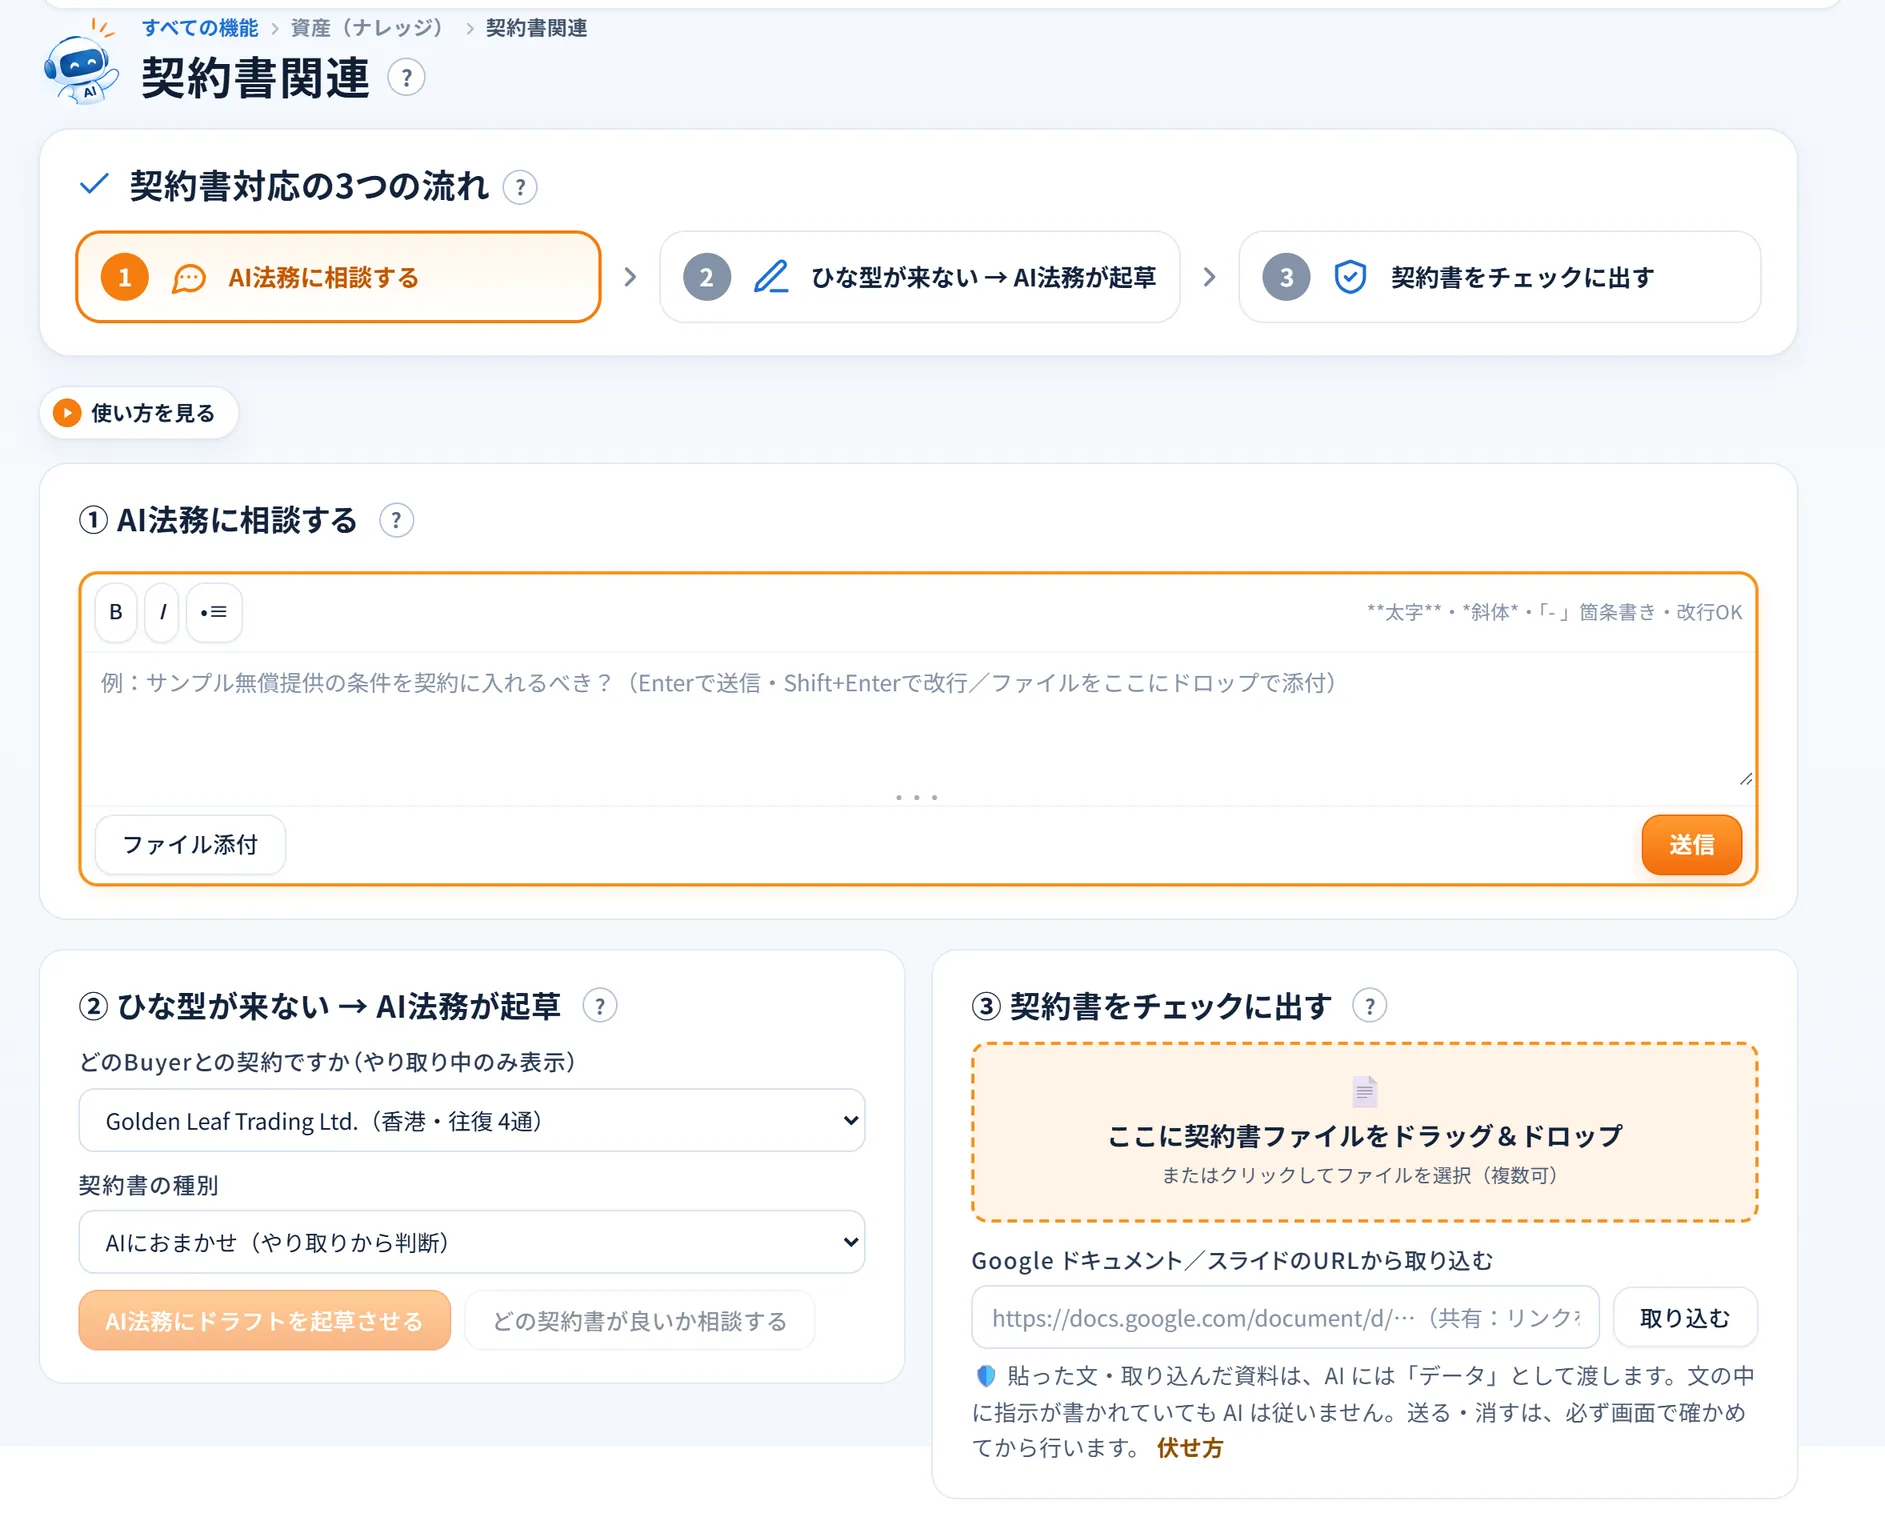 すべての機能 › 資産（ナレッジ） › 契約書関連
AI
契約書関連 ?
契約書対応の3つの流れ ?
1 AI法務に相談する
2 ひな型が来ない→AI法務が起草
3 契約書をチェックに出す
使い方を見る
① AI法務に相談する ?
B I
**太字**・*斜体*・「- 」箇条書き・改行OK
例：サンプル無償提供の条件を契約に入れるべき？（Enterで送信・Shift+Enterで改行／ファイルをここにドロップで添付）
ファイル添付
送信
② ひな型が来ない→AI法務が起草 ?
どのBuyerとの契約ですか（やり取り中のみ表示）
Golden Leaf Trading Ltd.（香港・往復 4通）
契約書の種別
AIにおまかせ（やり取りから判断）
AI法務にドラフトを起草させる
どの契約書が良いか相談する
③ 契約書をチェックに出す ?
ここに契約書ファイルをドラッグ＆ドロップ
またはクリックしてファイルを選択（複数可）
Google ドキュメント／スライドのURLから取り込む
https://docs.google.com/document/d/…（共有：リンク
取り込む
貼った文・取り込んだ資料は、AI には「データ」として渡します。文の中
に指示が書かれていても AI は従いません。送る・消すは、必ず画面で確かめ
てから行います。 伏せ方